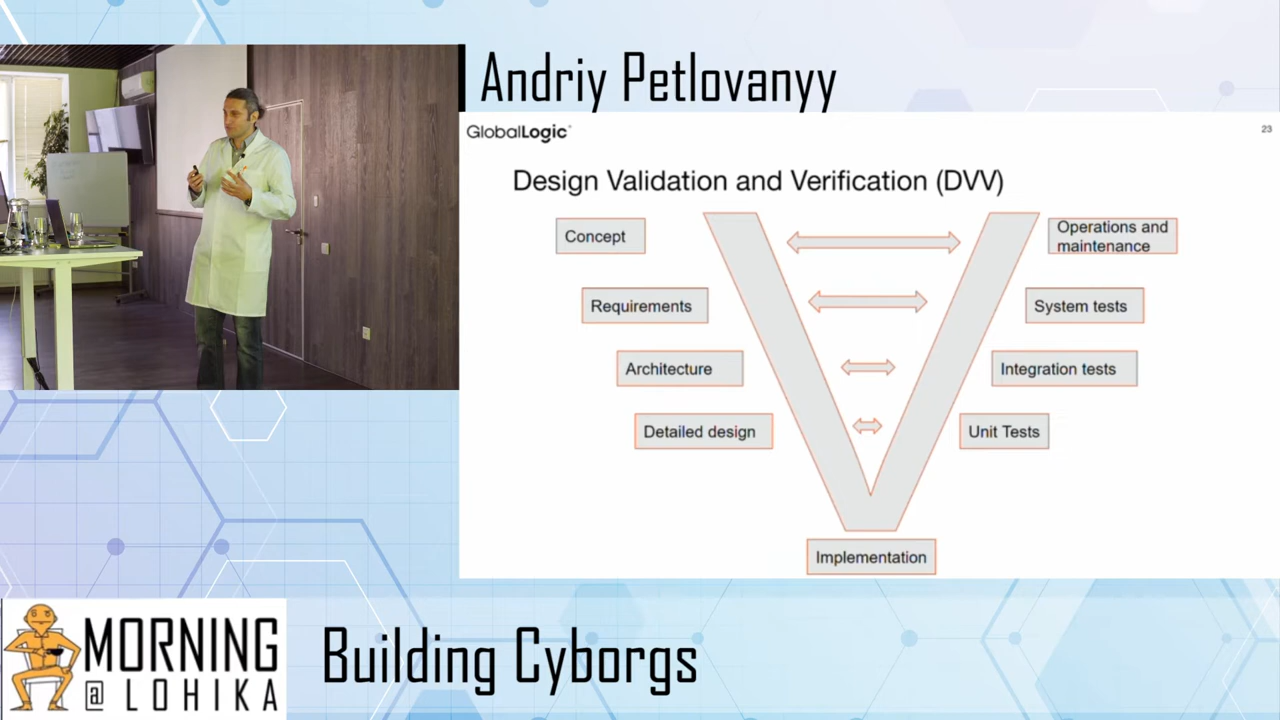 Andriy Petlovanyy
GlobalLogic
23
Design Validation and Verification (DVV)
Concept
Operations and
maintenance
Requirements
System tests
Architecture
Integration tests
Detailed design
Unit Tests
Implementation
MORNING
@ LOHIKA
Building Cyborgs